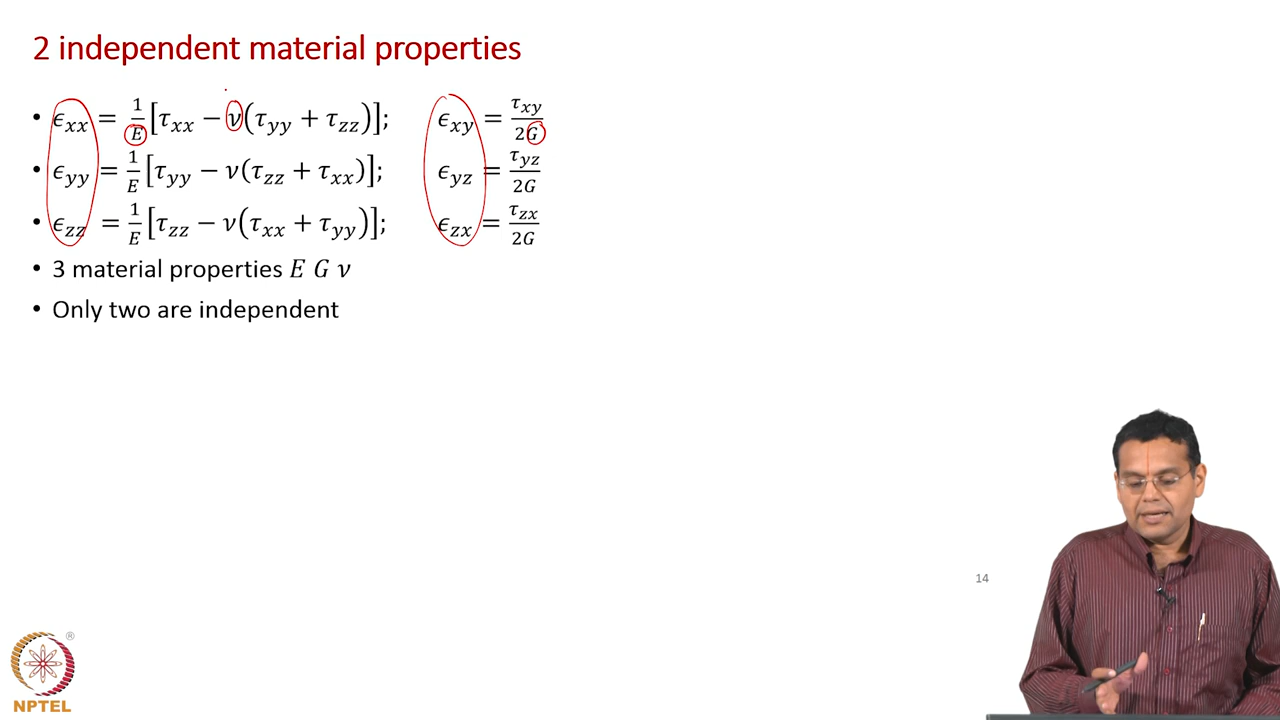 2 independent material properties
• ϵ_xx = 1/E [τ_xx − ν(τ_yy + τ_zz)]; ϵ_xy = τ_xy/2G
• ϵ_yy = 1/E [τ_yy − ν(τ_zz + τ_xx)]; ϵ_yz = τ_yz/2G
• ϵ_zz = 1/E [τ_zz − ν(τ_xx + τ_yy)]; ϵ_zx = τ_zx/2G
• 3 material properties E G ν
• Only two are independent
14
®
NPTEL